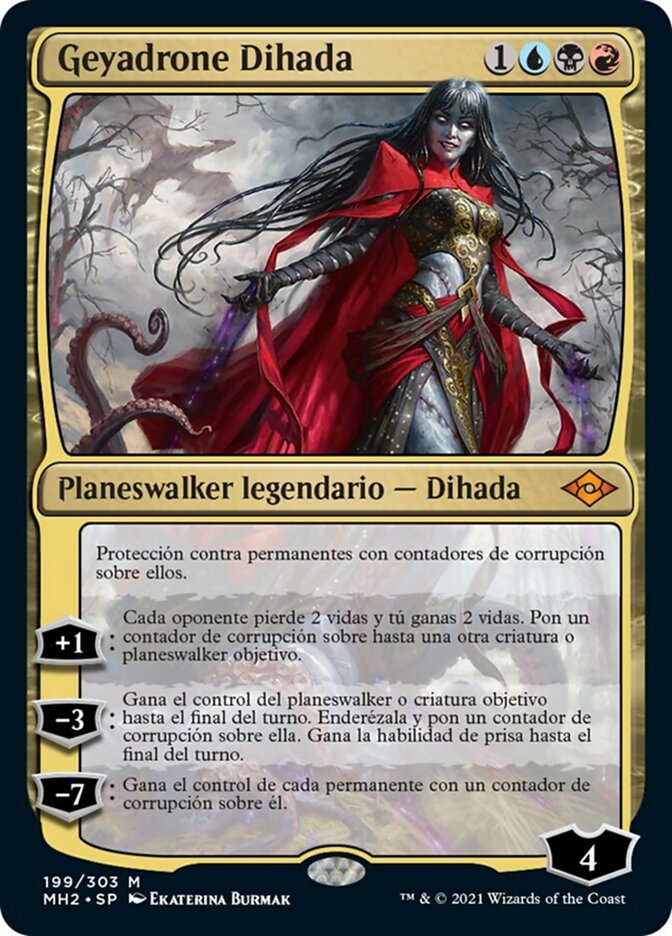 Geyadrone Dihada 1
Planeswalker legendario — Dihada
Protección contra permanentes con contadores de corrupción
sobre ellos.
Cada oponente pierde 2 vidas y tú ganas 2 vidas. Pon un
+1 : contador de corrupción sobre hasta una otra criatura o
planeswalker objetivo.
Gana el control del planeswalker o criatura objetivo
−3 : hasta el final del turno. Enderézala y pon un contador de
corrupción sobre ella. Gana la habilidad de prisa hasta el
final del turno.
−7 : Gana el control de cada permanente con un contador de
corrupción sobre él.
4
199/303 M
MH2 • SP Ekaterina Burmak
™ & © 2021 Wizards of the Coast